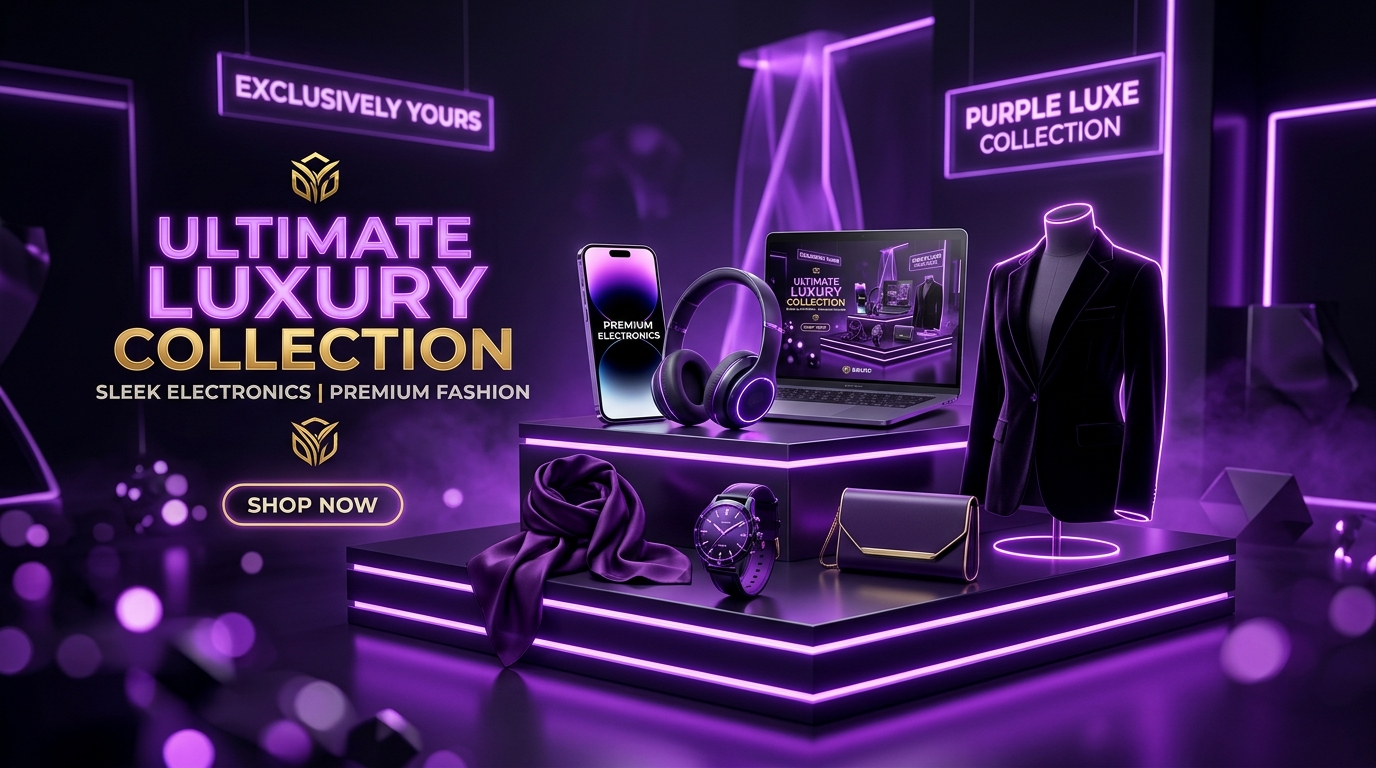 EXCLUSIVELY YOURS
PURPLE LUXE
COLLECTION
ULTIMATE
LUXURY
COLLECTION
SLEEK ELECTRONICS | PREMIUM FASHION
SHOP NOW
PREMIUM
ELECTRONICS
ULTIMATE
LUXURY
COLLECTION